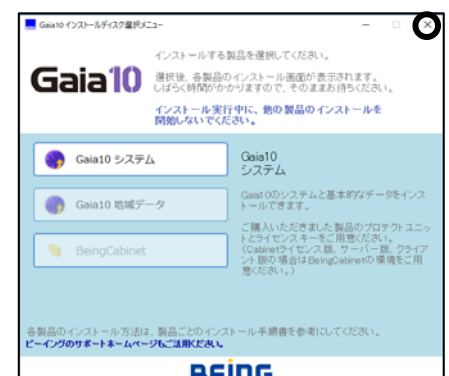 Gaia10 インストールディスク選択メニュー
インストールする製品を選択してください。
Gaia10
選択後、各製品のインストール画面が表示されます。
しばらく時間がかかりますので、そのままお待ちください。
インストール実行中に、他の製品のインストールを
開始しないでください。
Gaia10 システム
Gaia10
システム
Gaia10のシステムと基本的なデータをインス
トールできます。
Gaia10 地域データ
ご購入いただきました製品のプロテクトユニッ
トとライセンスキーをご用意ください。
(Cabinetライセンス版、サーバー版、クライア
ント版の場合はBeingCabinetの環境をご用
意ください。)
BeingCabinet
各製品のインストール方法は、製品ごとのインストール手順書を参考にしてください。
ビーイングのサポートホームページもご活用ください。
BEING